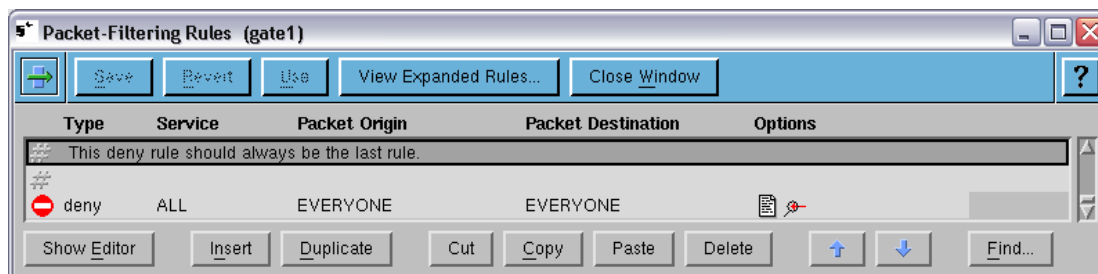 Packet-Filtering Rules (gate1)
Save Revert Use View Expanded Rules... Close Window ?
Type Service Packet Origin Packet Destination Options
# This deny rule should always be the last rule.
#
deny ALL EVERYONE EVERYONE
Show Editor Insert Duplicate Cut Copy Paste Delete Find...